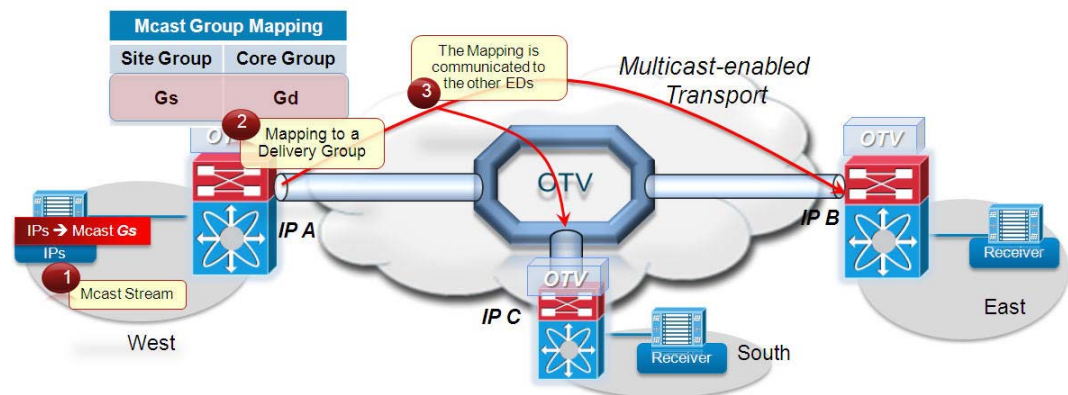 Mcast Group Mapping
Site Group Core Group
Gs Gd
OTV
2
Mapping to a
Delivery Group
The Mapping is
communicated to
the other EDs
3
Multicast-enabled
Transport
OTV
IPs → Mcast Gs
IPs
1
Mcast Stream
West
IP A
OTV
IP B
Receiver
East
OTV
IP C
Receiver
South